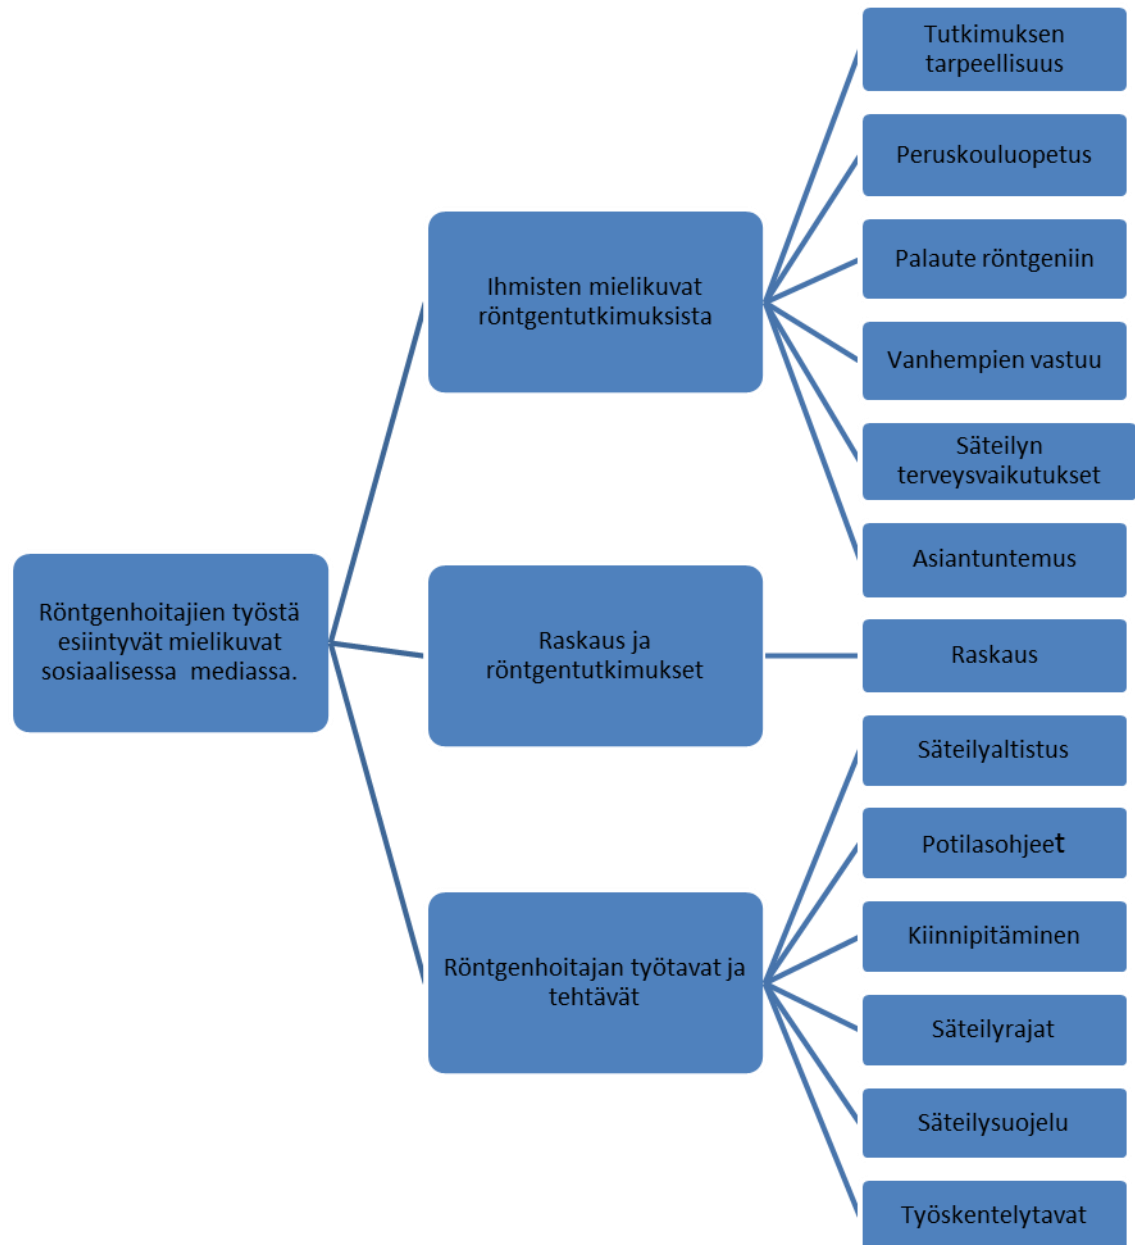 Tutkimuksen
tarpeellisuus
Peruskouluopetus
Palaute röntgeniin
Ihmisten mielikuvat
röntgentutkimuksista
Vanhempien vastuu
Säteilyn
terveysvaikutukset
Asiantuntemus
Röntgenhoitajien työstä
esiintyvät mielikuvat
sosiaalisessa mediassa.
Raskaus ja
röntgentutkimukset
Raskaus
Säteilyaltistus
Potilasohjeet
Kiinnipitäminen
Röntgenhoitajan työtavat ja
tehtävät
Säteilyrajat
Säteilysuojelu
Työskentelytavat